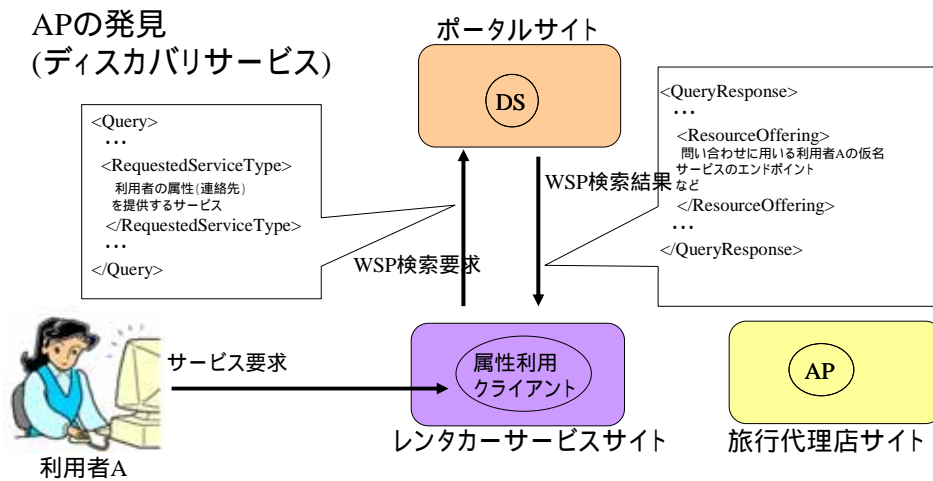 APの発見
(ディスカバリサービス)
ポータルサイト
DS
<Query>
・・・
<RequestedServiceType>
利用者の属性(連絡先)
を提供するサービス
</RequestedServiceType>
・・・
</Query>
<QueryResponse>
・・・
<ResourceOffering>
問い合わせに用いる利用者Aの仮名
サービスのエンドポイント
など
</ResourceOffering>
・・・
</QueryResponse>
WSP検索結果
WSP検索要求
サービス要求
属性利用
クライアント
AP
レンタカーサービスサイト
旅行代理店サイト
利用者A